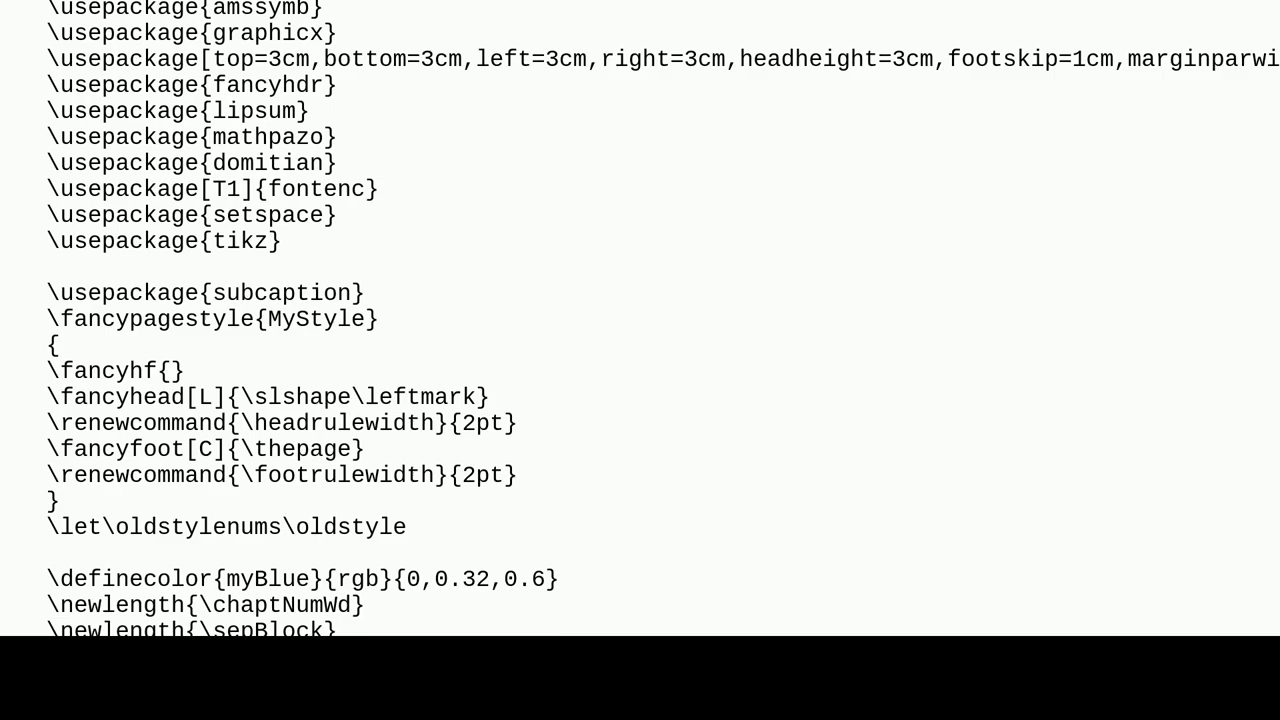 \usepackage{amssymb}
\usepackage{graphicx}
\usepackage[top=3cm,bottom=3cm,left=3cm,right=3cm,headheight=3cm,footskip=1cm,marginparwi
\usepackage{fancyhdr}
\usepackage{lipsum}
\usepackage{mathpazo}
\usepackage{domitian}
\usepackage[T1]{fontenc}
\usepackage{setspace}
\usepackage{tikz}
\usepackage{subcaption}
\fancypagestyle{MyStyle}
{
\fancyhf{}
\fancyhead[L]{\slshape\leftmark}
\renewcommand{\headrulewidth}{2pt}
\fancyfoot[C]{\thepage}
\renewcommand{\footrulewidth}{2pt}
}
\let\oldstylenums\oldstyle
\definecolor{myBlue}{rgb}{0,0.32,0.6}
\newlength{\chaptNumWd}
\newlength{\sepBlock}